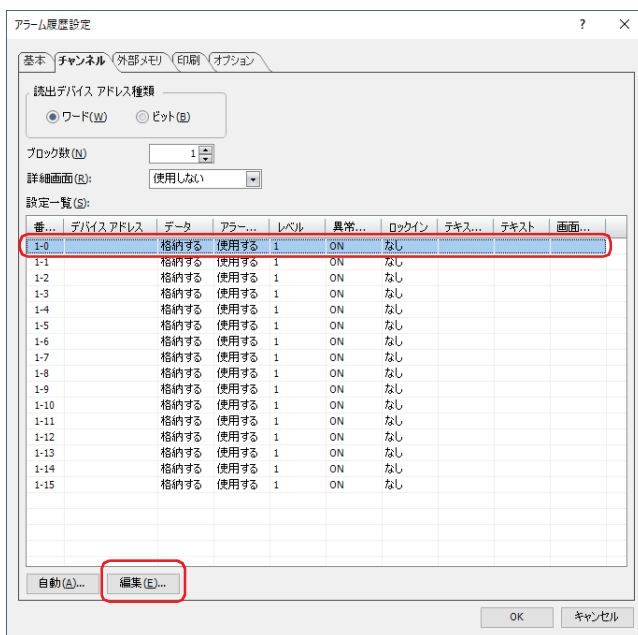 アラーム履歴設定 ? ×
基本 チャンネル 外部メモリ 印刷 オプション
読出デバイス アドレス種類
ワード(W) ビット(B)
ブロック数(N) 1
詳細画面(R): 使用しない
設定一覧(S):
番... デバイスアドレス データ アラー... レベル 異常... ロックイン テキス... テキスト 画面...
1-0 格納する 使用する 1 ON なし
1-1 格納する 使用する 1 ON なし
1-2 格納する 使用する 1 ON なし
1-3 格納する 使用する 1 ON なし
1-4 格納する 使用する 1 ON なし
1-5 格納する 使用する 1 ON なし
1-6 格納する 使用する 1 ON なし
1-7 格納する 使用する 1 ON なし
1-8 格納する 使用する 1 ON なし
1-9 格納する 使用する 1 ON なし
1-10 格納する 使用する 1 ON なし
1-11 格納する 使用する 1 ON なし
1-12 格納する 使用する 1 ON なし
1-13 格納する 使用する 1 ON なし
1-14 格納する 使用する 1 ON なし
1-15 格納する 使用する 1 ON なし
自動(A)... 編集(E)...
OK キャンセル